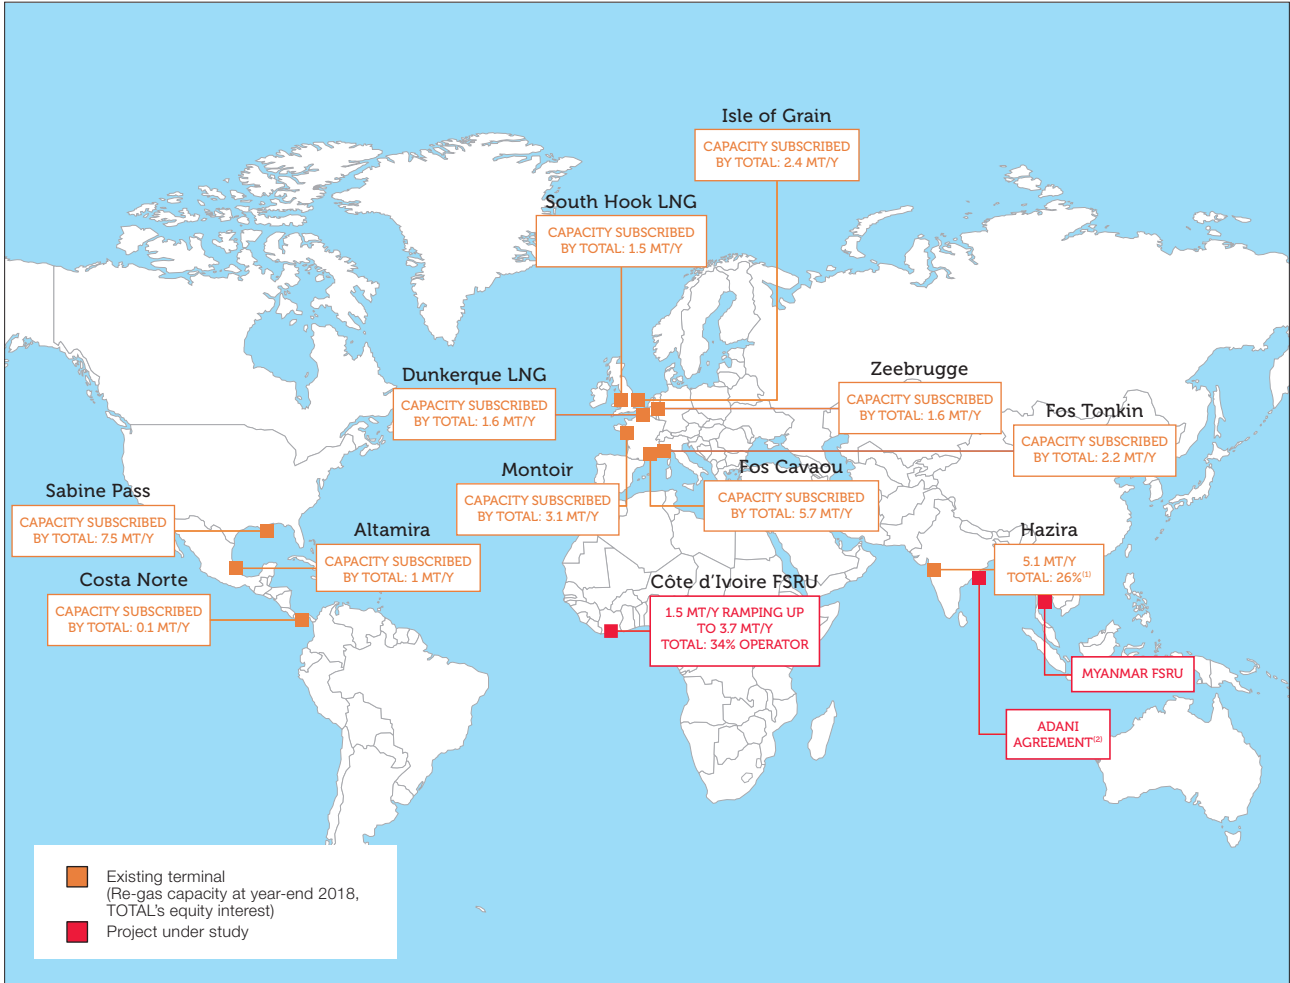 Isle of Grain
CAPACITY SUBSCRIBED
BY TOTAL: 2.4 MT/Y
South Hook LNG
CAPACITY SUBSCRIBED
BY TOTAL: 1.5 MT/Y
Dunkerque LNG
CAPACITY SUBSCRIBED
BY TOTAL: 1.6 MT/Y
Zeebrugge
CAPACITY SUBSCRIBED
BY TOTAL: 1.6 MT/Y
Fos Tonkin
CAPACITY SUBSCRIBED
BY TOTAL: 2.2 MT/Y
Montoir
CAPACITY SUBSCRIBED
BY TOTAL: 3.1 MT/Y
Fos Cavaou
CAPACITY SUBSCRIBED
BY TOTAL: 5.7 MT/Y
Sabine Pass
CAPACITY SUBSCRIBED
BY TOTAL: 7.5 MT/Y
Altamira
CAPACITY SUBSCRIBED
BY TOTAL: 1 MT/Y
Hazira
5.1 MT/Y
TOTAL: 26%(1)
Costa Norte
CAPACITY SUBSCRIBED
BY TOTAL: 0.1 MT/Y
Côte d'Ivoire FSRU
1.5 MT/Y RAMPING UP
TO 3.7 MT/Y
TOTAL: 34% OPERATOR
MYANMAR FSRU
ADANI
AGREEMENT(2)
Existing terminal
(Re-gas capacity at year-end 2018,
TOTAL's equity interest)
Project under study